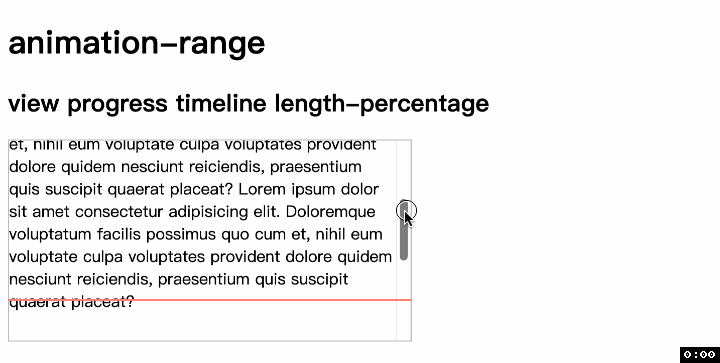 animation-range
view progress timeline length-percentage
et, nihil eum voluptate culpa voluptates provident
dolore quidem nesciunt reiciendis, praesentium
quis suscipit quaerat placeat? Lorem ipsum dolor
sit amet consectetur adipisicing elit. Doloremque
voluptatum facilis possimus quo cum et, nihil eum
voluptate culpa voluptates provident dolore quidem
nesciunt reiciendis, praesentium quis suscipit
quaerat placeat?
0:00